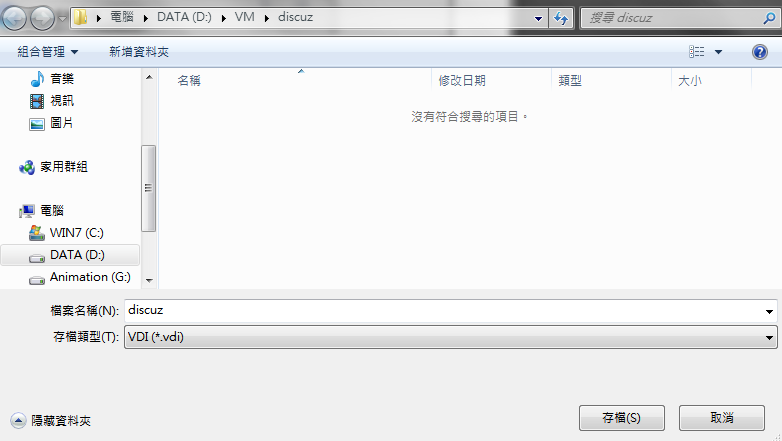 電腦 DATA (D:) VM discuz 搜尋 discuz
組合管理 新增資料夾
名稱 修改日期 類型 大小
沒有符合搜尋的項目。
音樂
視訊
圖片
家用群組
電腦
WIN7 (C:)
DATA (D:)
Animation (G:)
檔案名稱(N): discuz
存檔類型(T): VDI (*.vdi)
隱藏資料夾 存檔(S) 取消